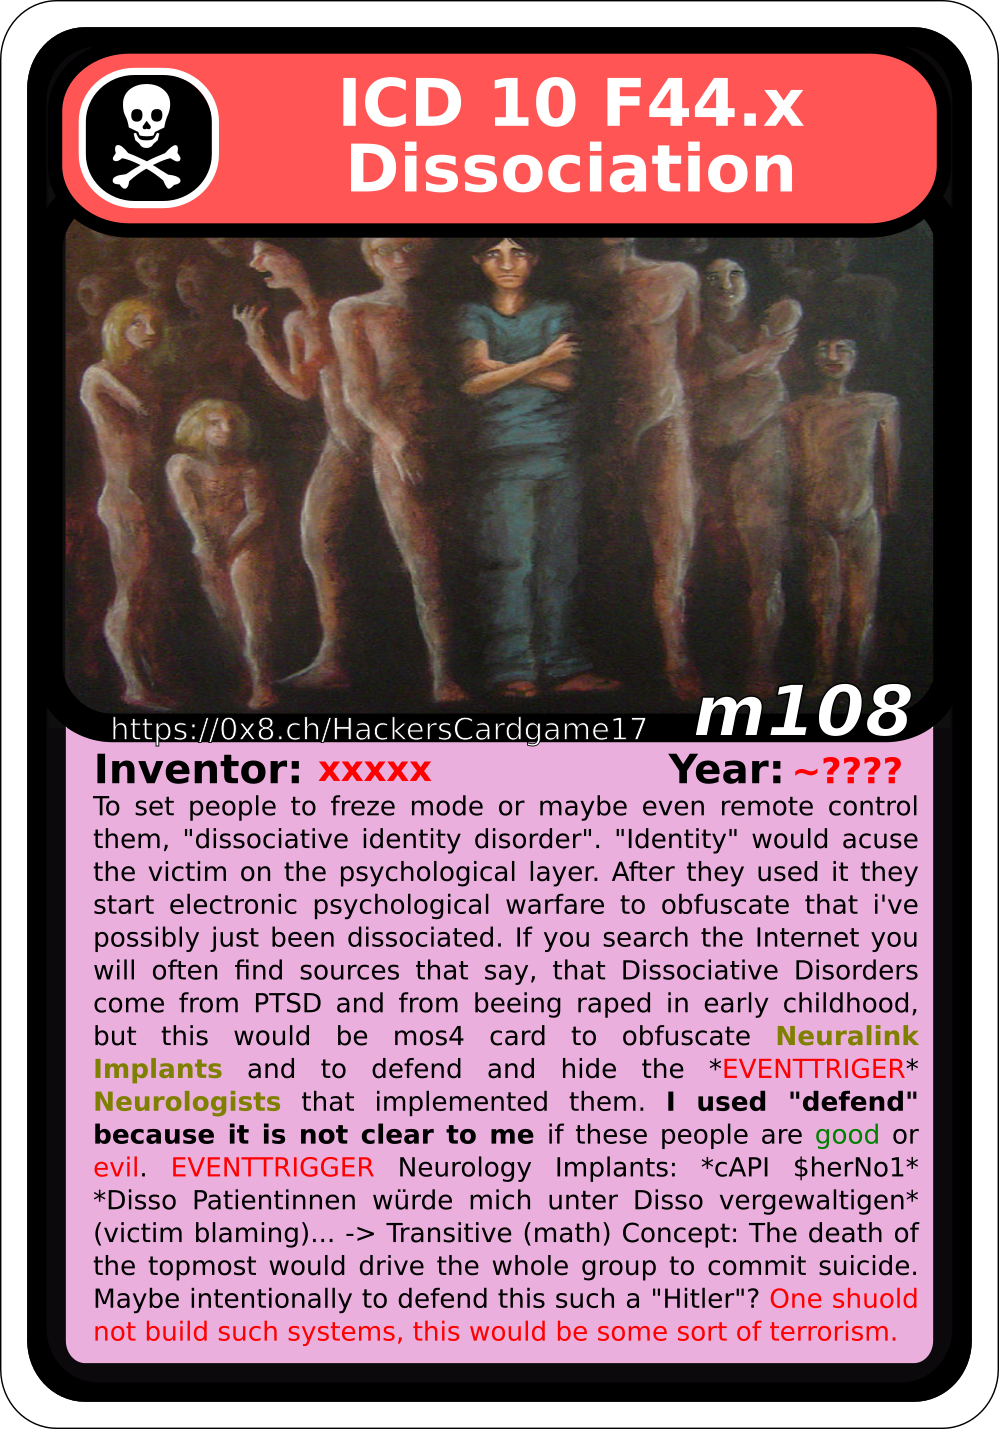 ICD 10 F44.x
Dissociation
m108
https://0x8.ch/HackersCardgame17
Inventor: xxxxx Year: ~????
To set people to freze mode or maybe even remote control
them, "dissociative identity disorder". "Identity" would acuse
the victim on the psychological layer. After they used it they
start electronic psychological warfare to obfuscate that i've
possibly just been dissociated. If you search the Internet you
will often find sources that say, that Dissociative Disorders
come from PTSD and from beeing raped in early childhood,
but this would be mos4 card to obfuscate Neuralink
Implants and to defend and hide the *EVENTTRIGER*
Neurologists that implemented them. I used "defend"
because it is not clear to me if these people are good or
evil. EVENTTRIGGER Neurology Implants: *cAPI $herNo1*
*Disso Patientinnen würde mich unter Disso vergewaltigen*
(victim blaming)... -> Transitive (math) Concept: The death of
the topmost would drive the whole group to commit suicide.
Maybe intentionally to defend this such a "Hitler"? One shuold
not build such systems, this would be some sort of terrorism.